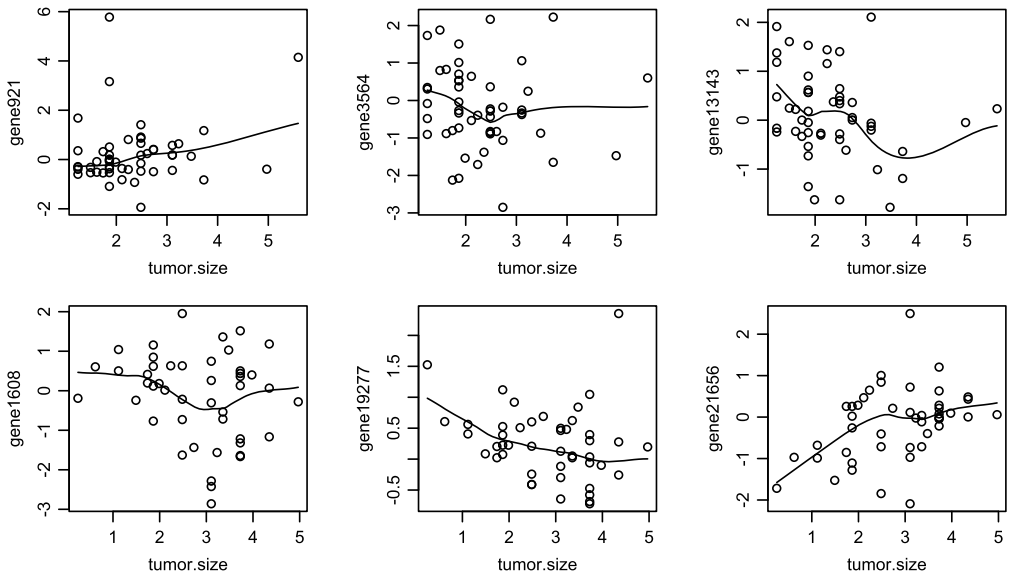 gene921
-2 0 2 4 6
2 3 4 5
tumor.size
gene3564
-3 -2 -1 0 1 2
2 3 4 5
tumor.size
gene13143
-1 0 1 2
2 3 4 5
tumor.size
gene1608
-3 -2 -1 0 1 2
1 2 3 4 5
tumor.size
gene19277
-0.5 0.5 1.5
1 2 3 4 5
tumor.size
gene21656
-2 -1 0 1 2
1 2 3 4 5
tumor.size